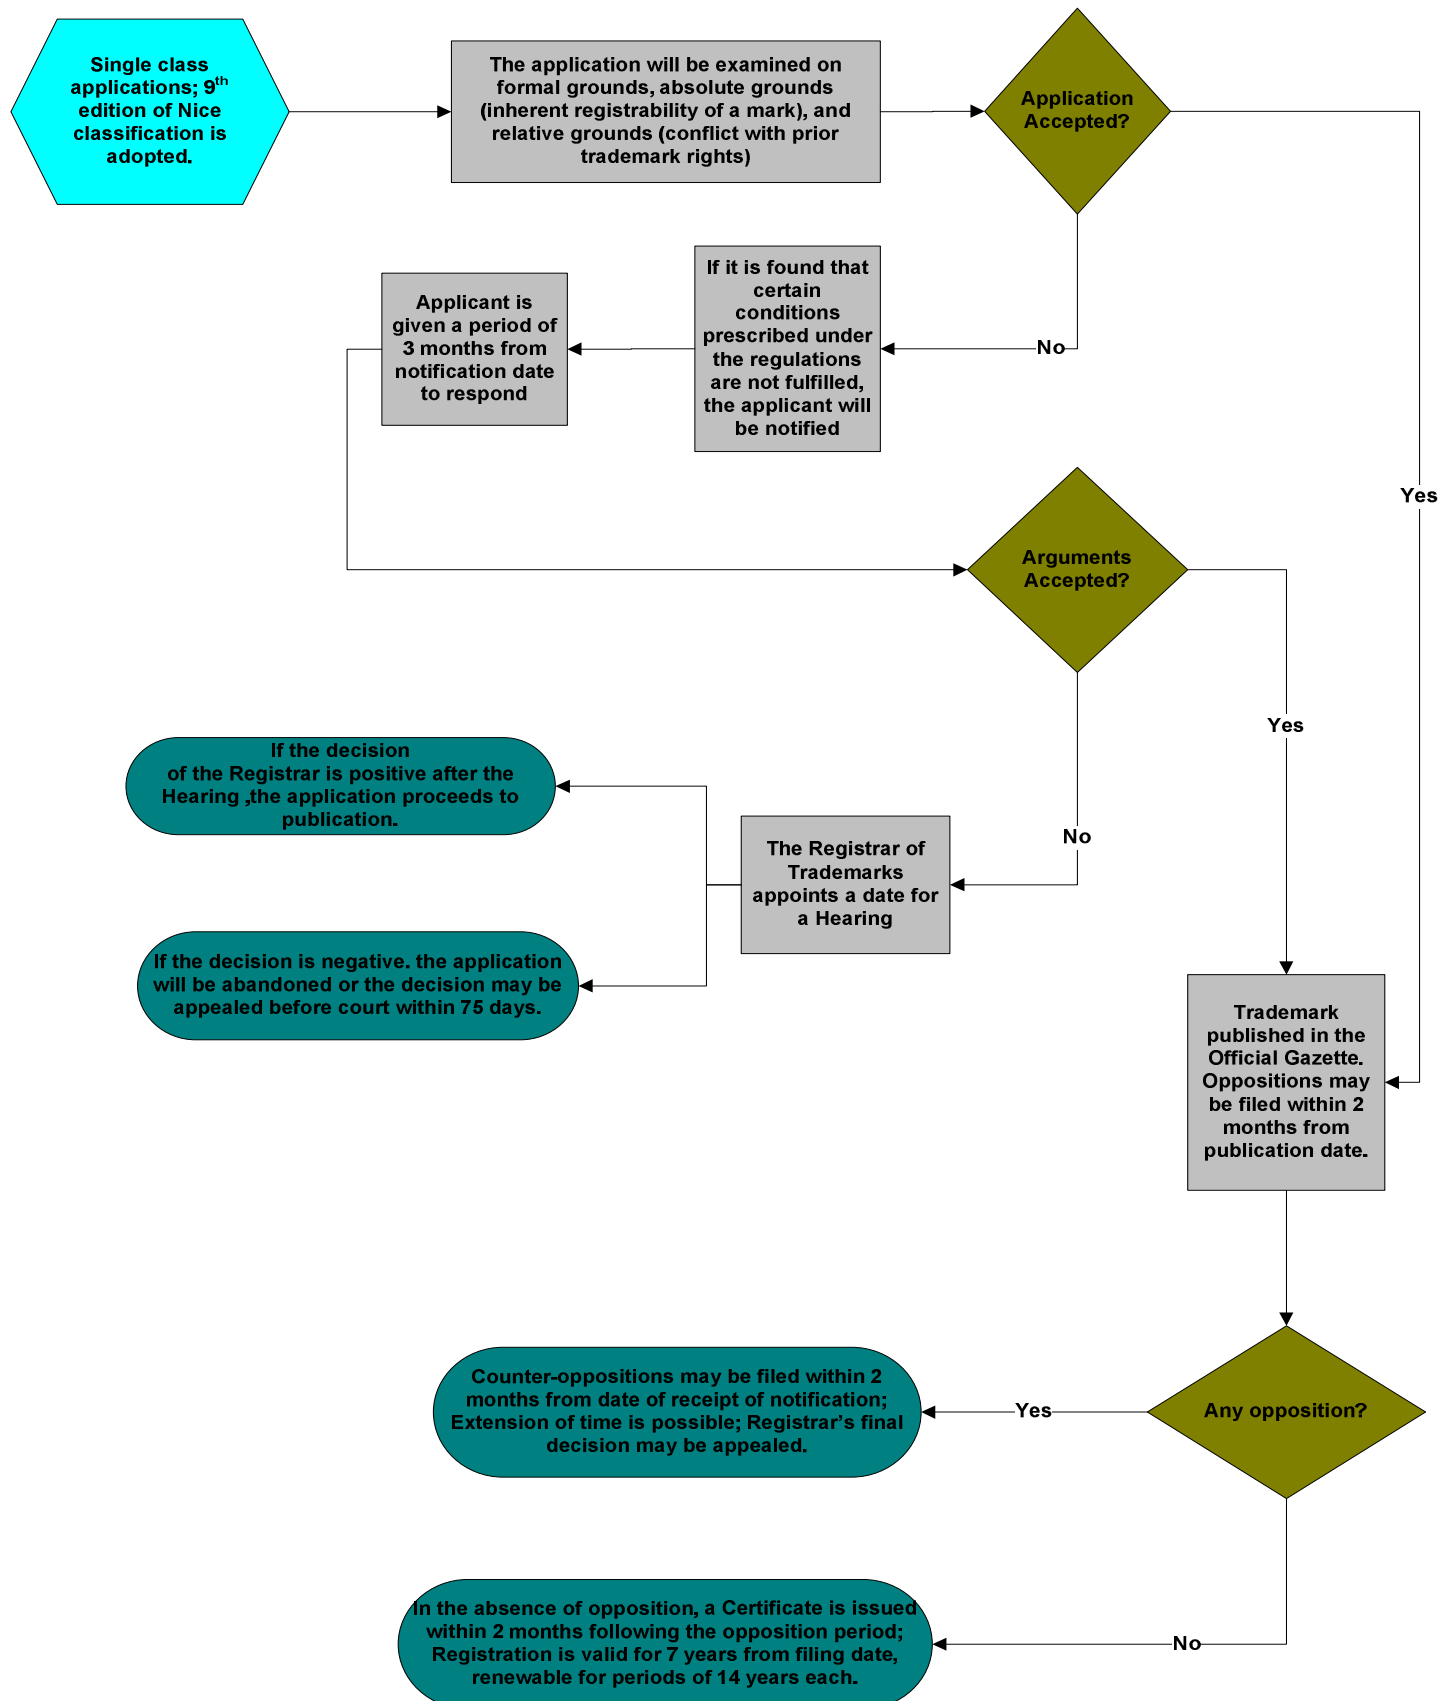 Single class
applications; 9th
edition of Nice
classification is
adopted.
The application will be examined on
formal grounds, absolute grounds
(inherent registrability of a mark), and
relative grounds (conflict with prior
trademark rights)
Application
Accepted?
If it is found that
certain
conditions
prescribed under
the regulations
are not fulfilled,
the applicant will
be notified
Applicant is
given a period of
3 months from
notification date
to respond
No
Yes
Arguments
Accepted?
Yes
No
If the decision
of the Registrar is positive after the
Hearing ,the application proceeds to
publication.
The Registrar of
Trademarks
appoints a date for
a Hearing
If the decision is negative. the application
will be abandoned or the decision may be
appealed before court within 75 days.
Trademark
published in the
Official Gazette.
Oppositions may
be filed within 2
months from
publication date.
Counter-oppositions may be filed within 2
months from date of receipt of notification;
Extension of time is possible; Registrar's final
decision may be appealed.
Yes
Any opposition?
In the absence of opposition, a Certificate is issued
within 2 months following the opposition period;
Registration is valid for 7 years from filing date,
renewable for periods of 14 years each.
No